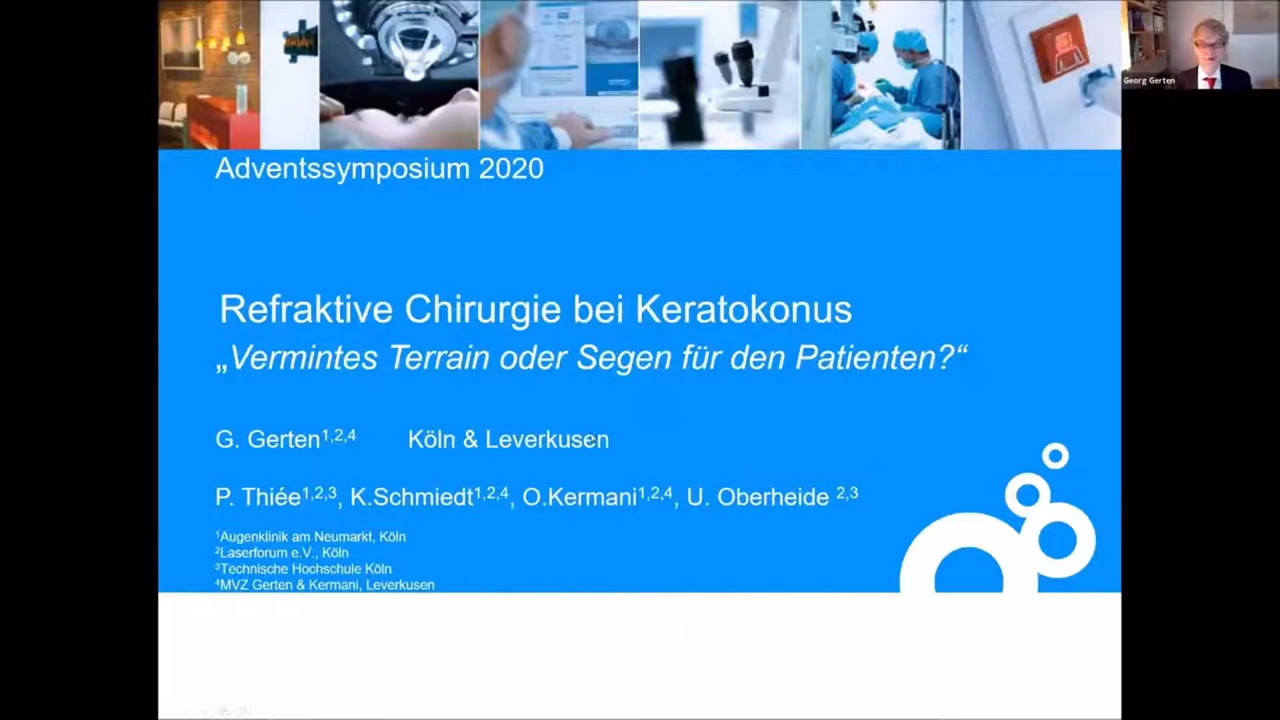 Georg Gerten
Adventssymposium 2020
Refraktive Chirurgie bei Keratokonus
„Vermintes Terrain oder Segen für den Patienten?“
G. Gerten1,2,4 Köln & Leverkusen
P. Thiée1,2,3, K.Schmiedt1,2,4, O.Kermani1,2,4, U. Oberheide 2,3
1Augenklinik am Neumarkt, Köln
2Laserforum e.V., Köln
3Technische Hochschule Köln
4MVZ Gerten & Kermani, Leverkusen